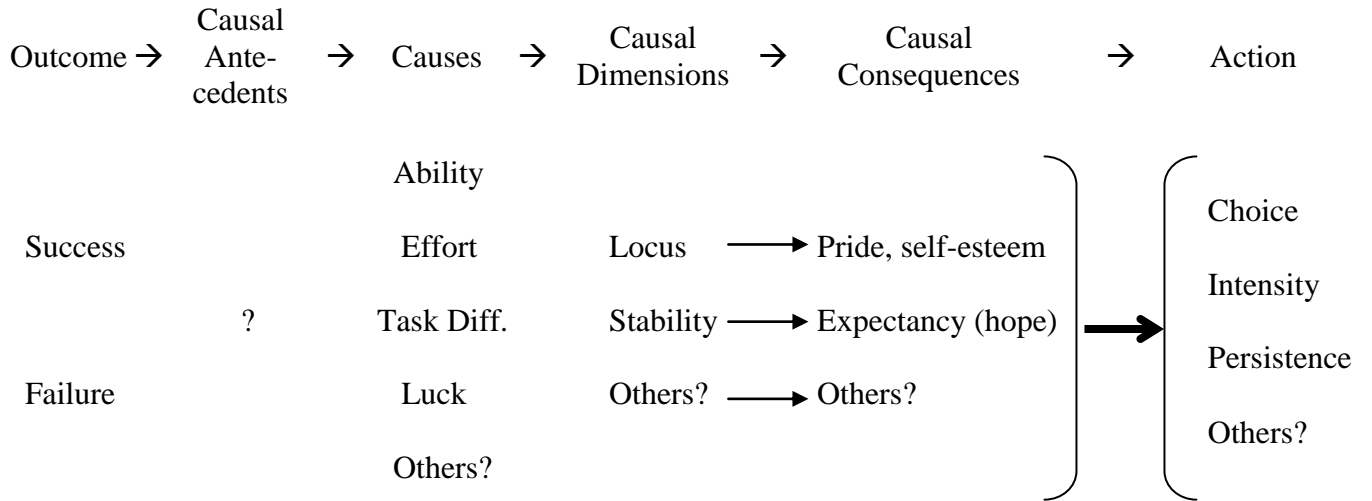 Outcome → Causal Ante-cedents → Causes → Causal Dimensions → Causal Consequences → Action
Ability
Choice
Success Effort Locus → Pride, self-esteem
Intensity
? Task Diff. Stability → Expectancy (hope)
Persistence
Failure Luck Others? → Others?
Others?
Others?